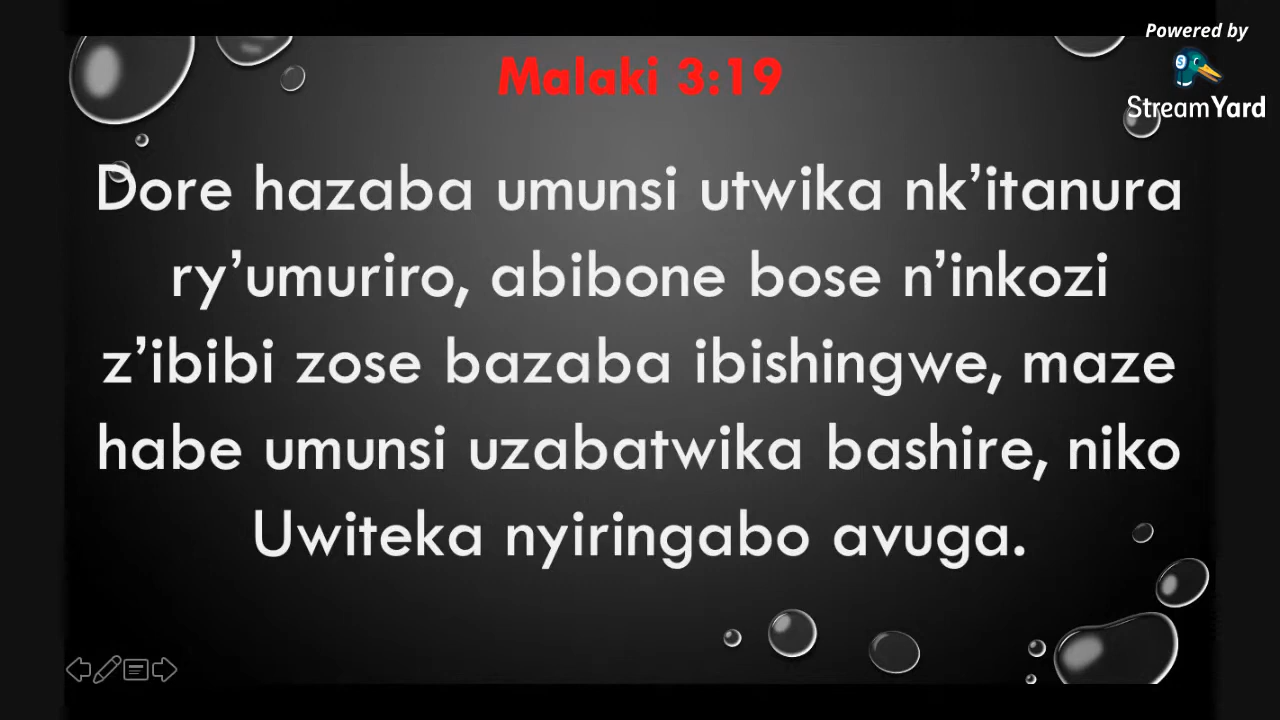 Powered by
StreamYard
Malaki 3:19
Dore hazaba umunsi utwika nk’itanura
ry’umuriro, abibone bose n’inkozi
z’ibibi zose bazaba ibishingwe, maze
habe umunsi uzabatwika bashire, niko
Uwiteka nyiringabo avuga.